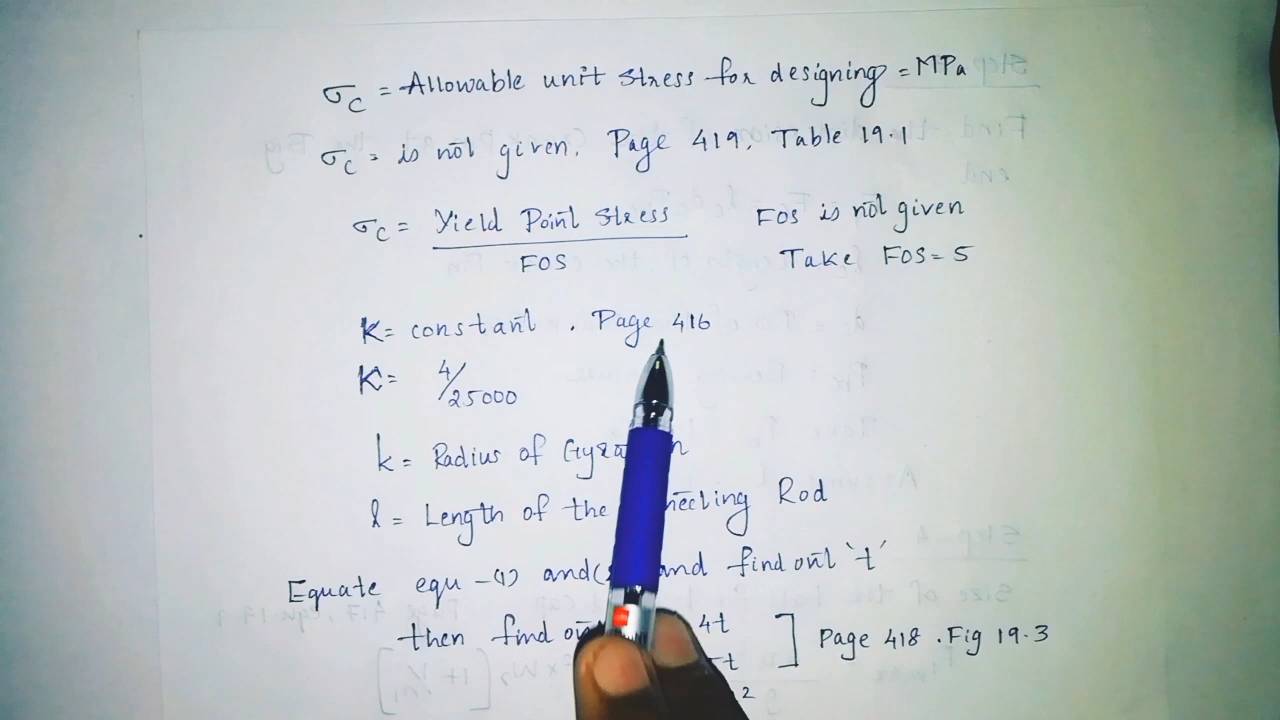 σc = Allowable unit stress for designing = MPa
σc = is not given. Page 419, Table 19.1
σc = Yield Point Stress / FOS FOS is not given
Take FOS = 5
K = constant . Page 416
K = 4/25000
k = Radius of
l = Length of the Rod
Equate equ -(1) and and find out 't'
then find 4t
t ] Page 418 . Fig 19.3
2